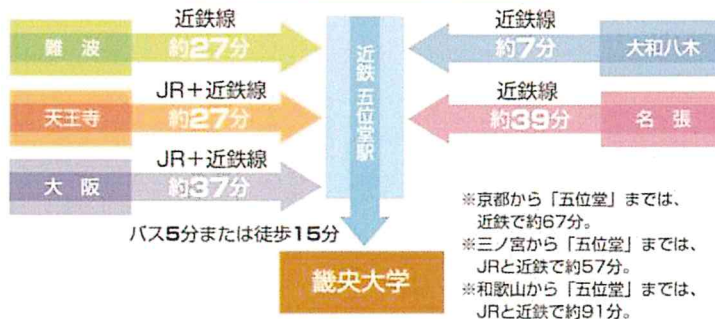 近鉄線
難波
約27分
JR+近鉄線
天王寺
約27分
JR+近鉄線
大阪
約37分
近鉄 五位堂駅
近鉄線
約7分
大和八木
近鉄線
約39分
名張
バス5分または徒歩15分
畿央大学
※京都から「五位堂」までは、
近鉄で約67分。
※三ノ宮から「五位堂」までは、
JRと近鉄で約57分。
※和歌山から「五位堂」までは、
JRと近鉄で約91分。